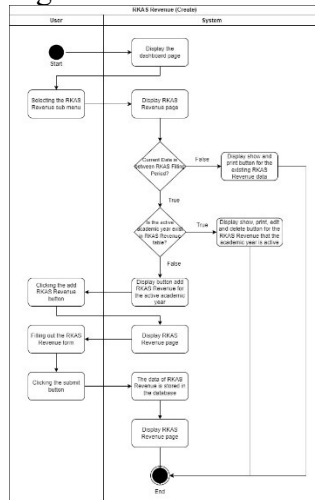 RKAS Revenue (Create)
User
System
Start
Display the
dashboard page
Selecting the RKAS
Revenue sub menu
Display RKAS
Revenue page
Current Date is
between RKAS Filling
Period?
False
Display show and
print button for the
existing RKAS
Revenue data
True
Is the active
academic year exist
in RKAS Revenue
table?
True
Display show, print, edit
and delete button for the
RKAS Revenue that the
academic year is active
False
Display button add
RKAS Revenue for
the active academic
year
Clicking the add
RKAS Revenue
button
Display RKAS
Revenue page
Filling out the RKAS
Revenue form
Clicking the submit
button
The data of RKAS
Revenue is stored in
the database
Display RKAS
Revenue page
End